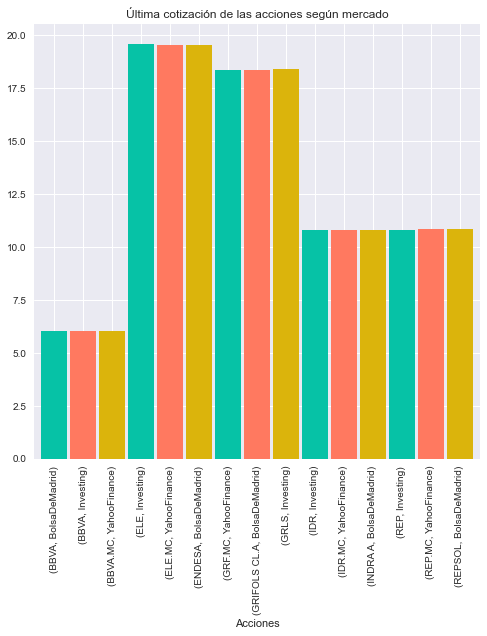 Última cotización de las acciones según mercado
20.0
17.5
15.0
12.5
10.0
7.5
5.0
2.5
0.0
(BBVA, BolsaDeMadrid)
(BBVA, Investing)
(BBVA.MC, YahooFinance)
(ELE, Investing)
(ELE.MC, YahooFinance)
(ENDESA, BolsaDeMadrid)
(GRF.MC, YahooFinance)
(GRIFOLS CL.A, BolsaDeMadrid)
(GRLS, Investing)
(IDR, Investing)
(IDR.MC, YahooFinance)
(INDRA A, BolsaDeMadrid)
(REP, Investing)
(REP.MC, YahooFinance)
(REPSOL, BolsaDeMadrid)
Acciones